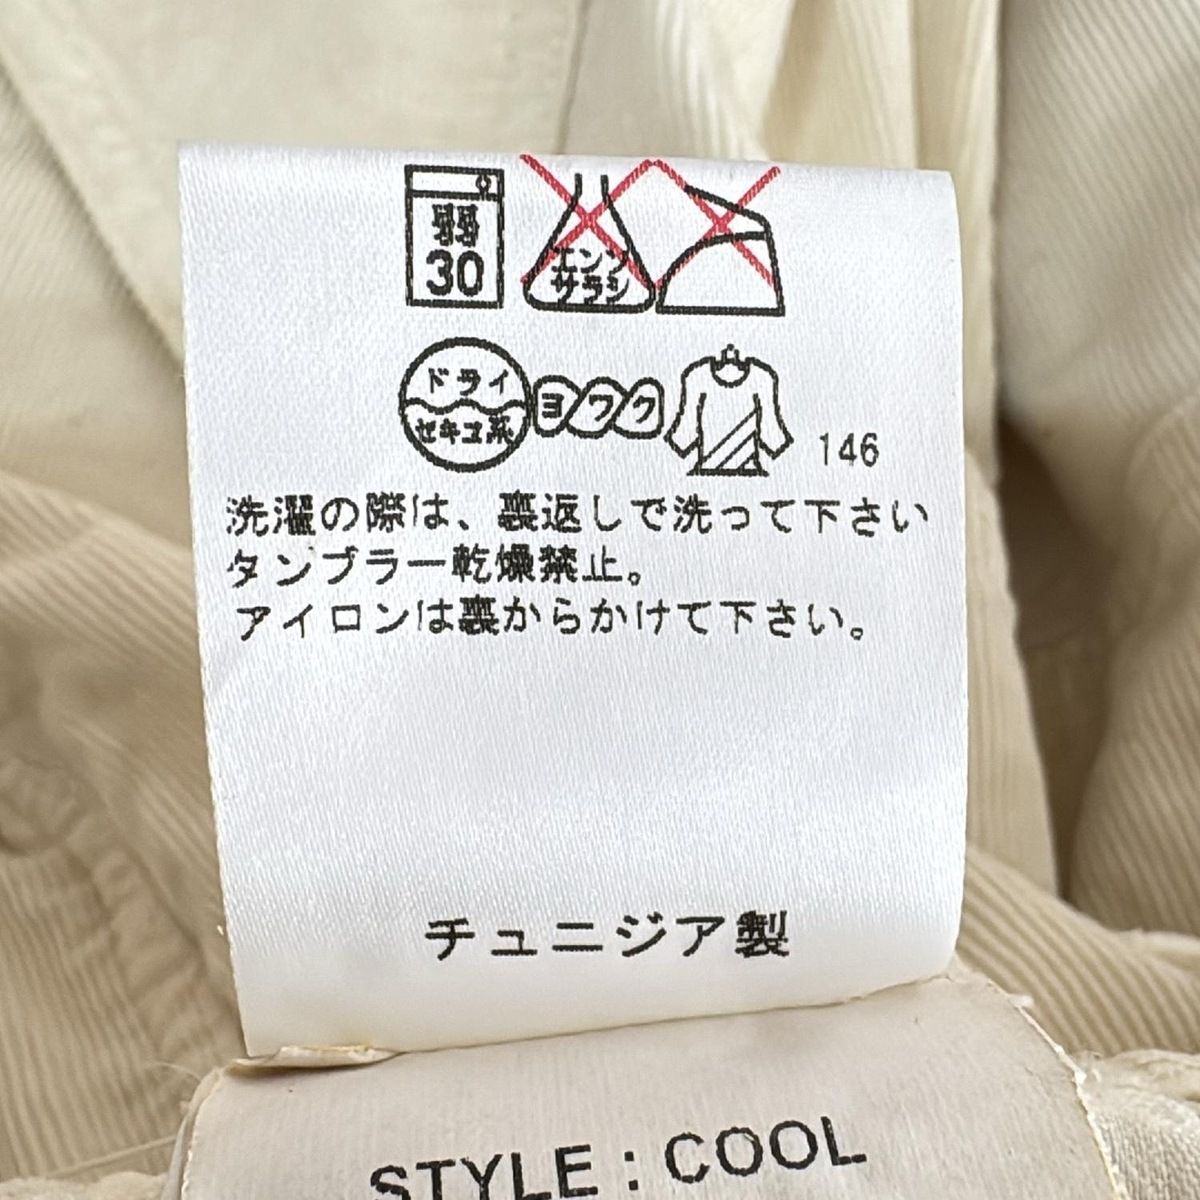 弱
30
エンソ
サラシ
ドライ
セキユ系
ヨワク
146
洗濯の際は、裏返しで洗って下さい
タンブラー乾燥禁止。
アイロンは裏からかけて下さい。
チュニジア製
STYLE : COOL